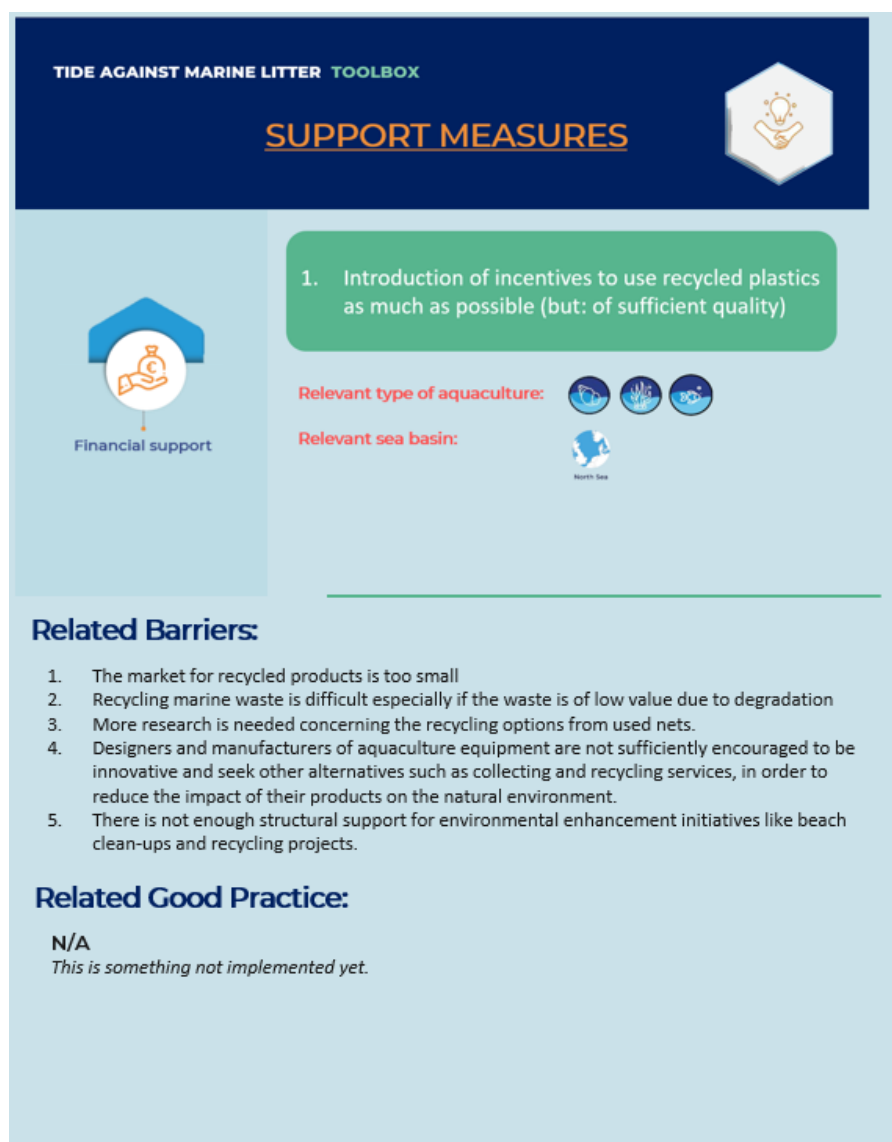 TIDE AGAINST MARINE LITTER TOOLBOX
SUPPORT MEASURES
1. Introduction of incentives to use recycled plastics
as much as possible (but: of sufficient quality)
Financial support
Relevant type of aquaculture:
Relevant sea basin:
North Sea
Related Barriers:
1. The market for recycled products is too small
2. Recycling marine waste is difficult especially if the waste is of low value due to degradation
3. More research is needed concerning the recycling options from used nets.
4. Designers and manufacturers of aquaculture equipment are not sufficiently encouraged to be
innovative and seek other alternatives such as collecting and recycling services, in order to
reduce the impact of their products on the natural environment.
5. There is not enough structural support for environmental enhancement initiatives like beach
clean-ups and recycling projects.
Related Good Practice:
N/A
This is something not implemented yet.